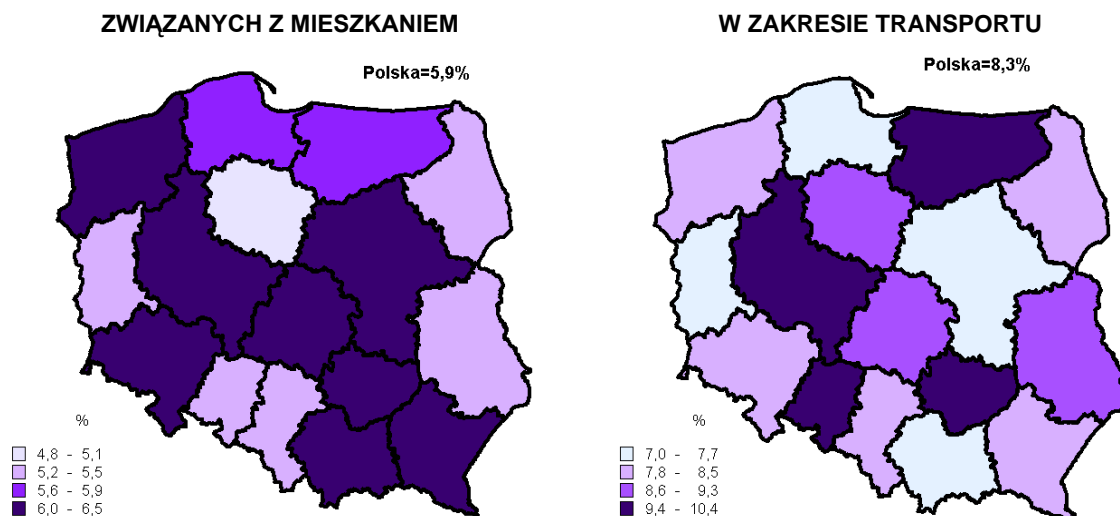 ZWIĄZANYCH Z MIESZKANIEM
Polska=5,9%
%
4,8 - 5,1
5,2 - 5,5
5,6 - 5,9
6,0 - 6,5
W ZAKRESIE TRANSPORTU
Polska=8,3%
%
7,0 - 7,7
7,8 - 8,5
8,6 - 9,3
9,4 - 10,4